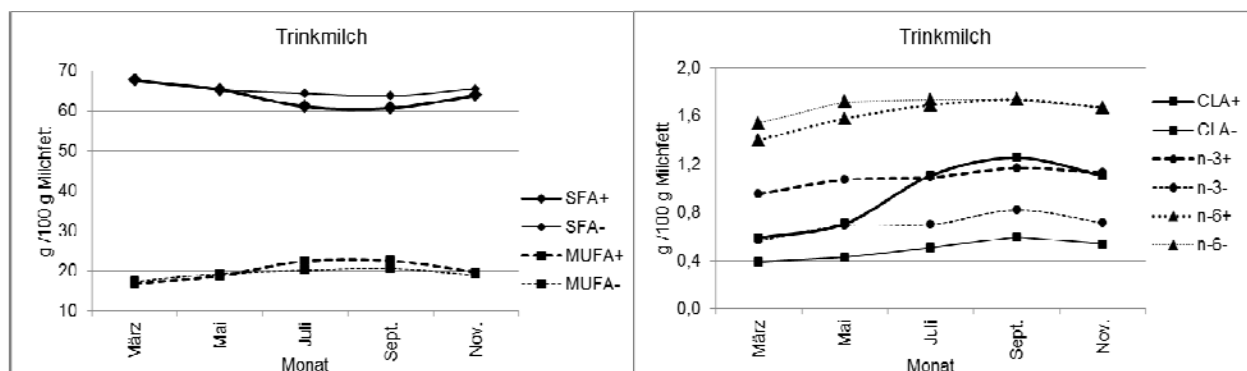 Trinkmilch
70
60
50
40
30
20
10
g /100 g Milchfett
März
Mai
Juli
Sept.
Nov.
Monat
SFA+
SFA-
MUFA+
MUFA-
Trinkmilch
2,0
1,6
1,2
0,8
0,4
0,0
g /100 g Milchfett
März
Mai
Juli
Sept.
Nov.
Monat
CLA+
CLA-
n-3+
n-3-
n-6+
n-6-